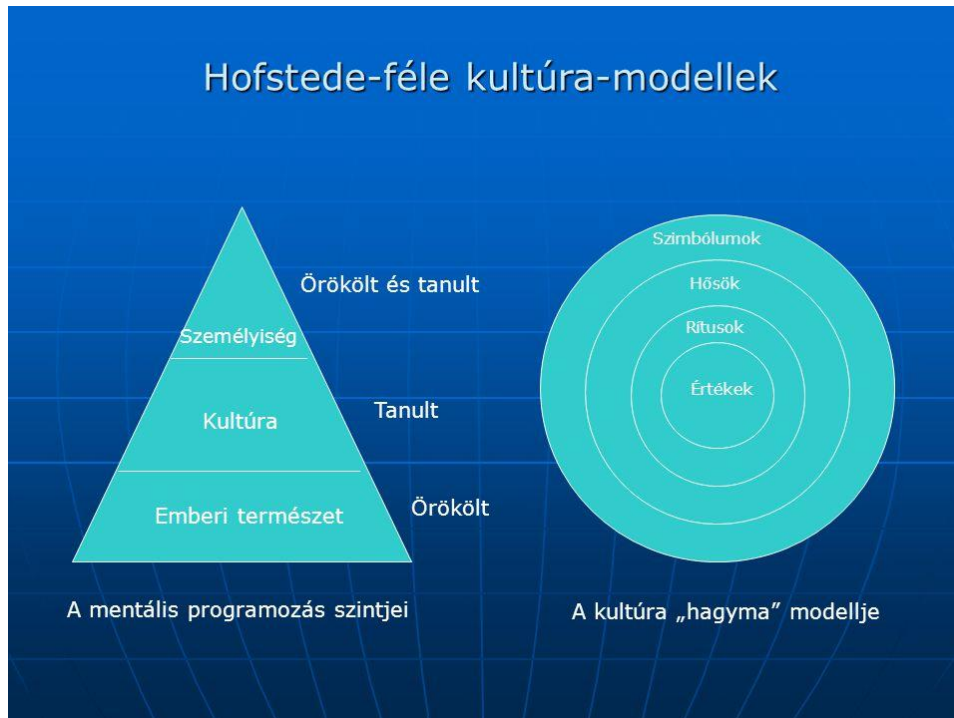 Hofstede-féle kultúra-modellek
Örökölt és tanult
Személyiség
Tanult
Kultúra
Örökölt
Emberi természet
A mentális programozás szintjei
Szimbólumok
Hősök
Rítusok
Értékek
A kultúra „hagyma” modellje